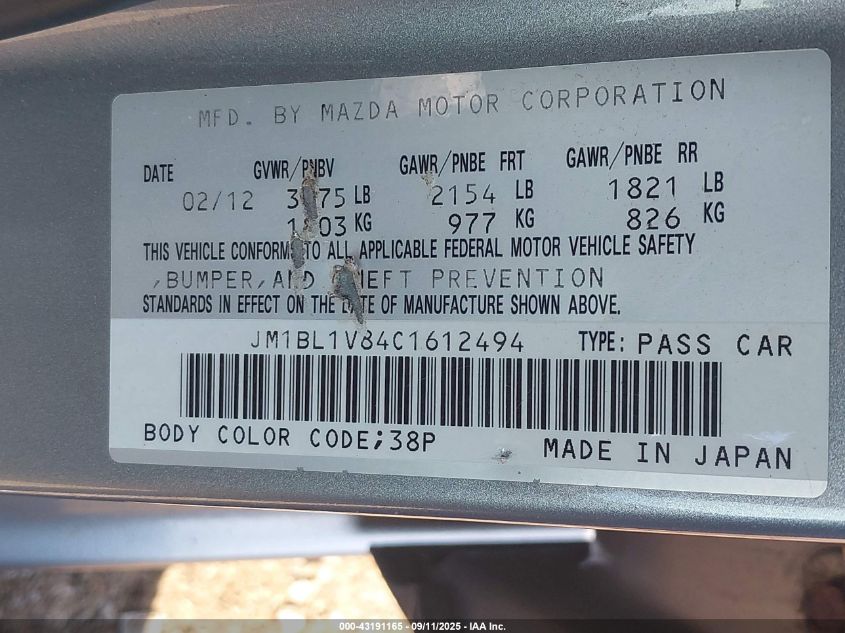 MFD. BY MAZDA MOTOR CORPORATION
DATE GVWR/PNBV GAWR/PNBE FRT GAWR/PNBE RR
02/12 LB 2154 LB 1821 LB
KG 977 KG 826 KG
THIS VEHICLE CONFORMS TO ALL APPLICABLE FEDERAL MOTOR VEHICLE SAFETY
,BUMPER,AND THEFT PREVENTION
STANDARDS IN EFFECT ON THE DATE OF MANUFACTURE SHOWN ABOVE.
JM1BL1V84C1612494 TYPE: PASS CAR
BODY COLOR CODE;38P MADE IN JAPAN
000-43191165 - 09/11/2025 - IAA Inc.